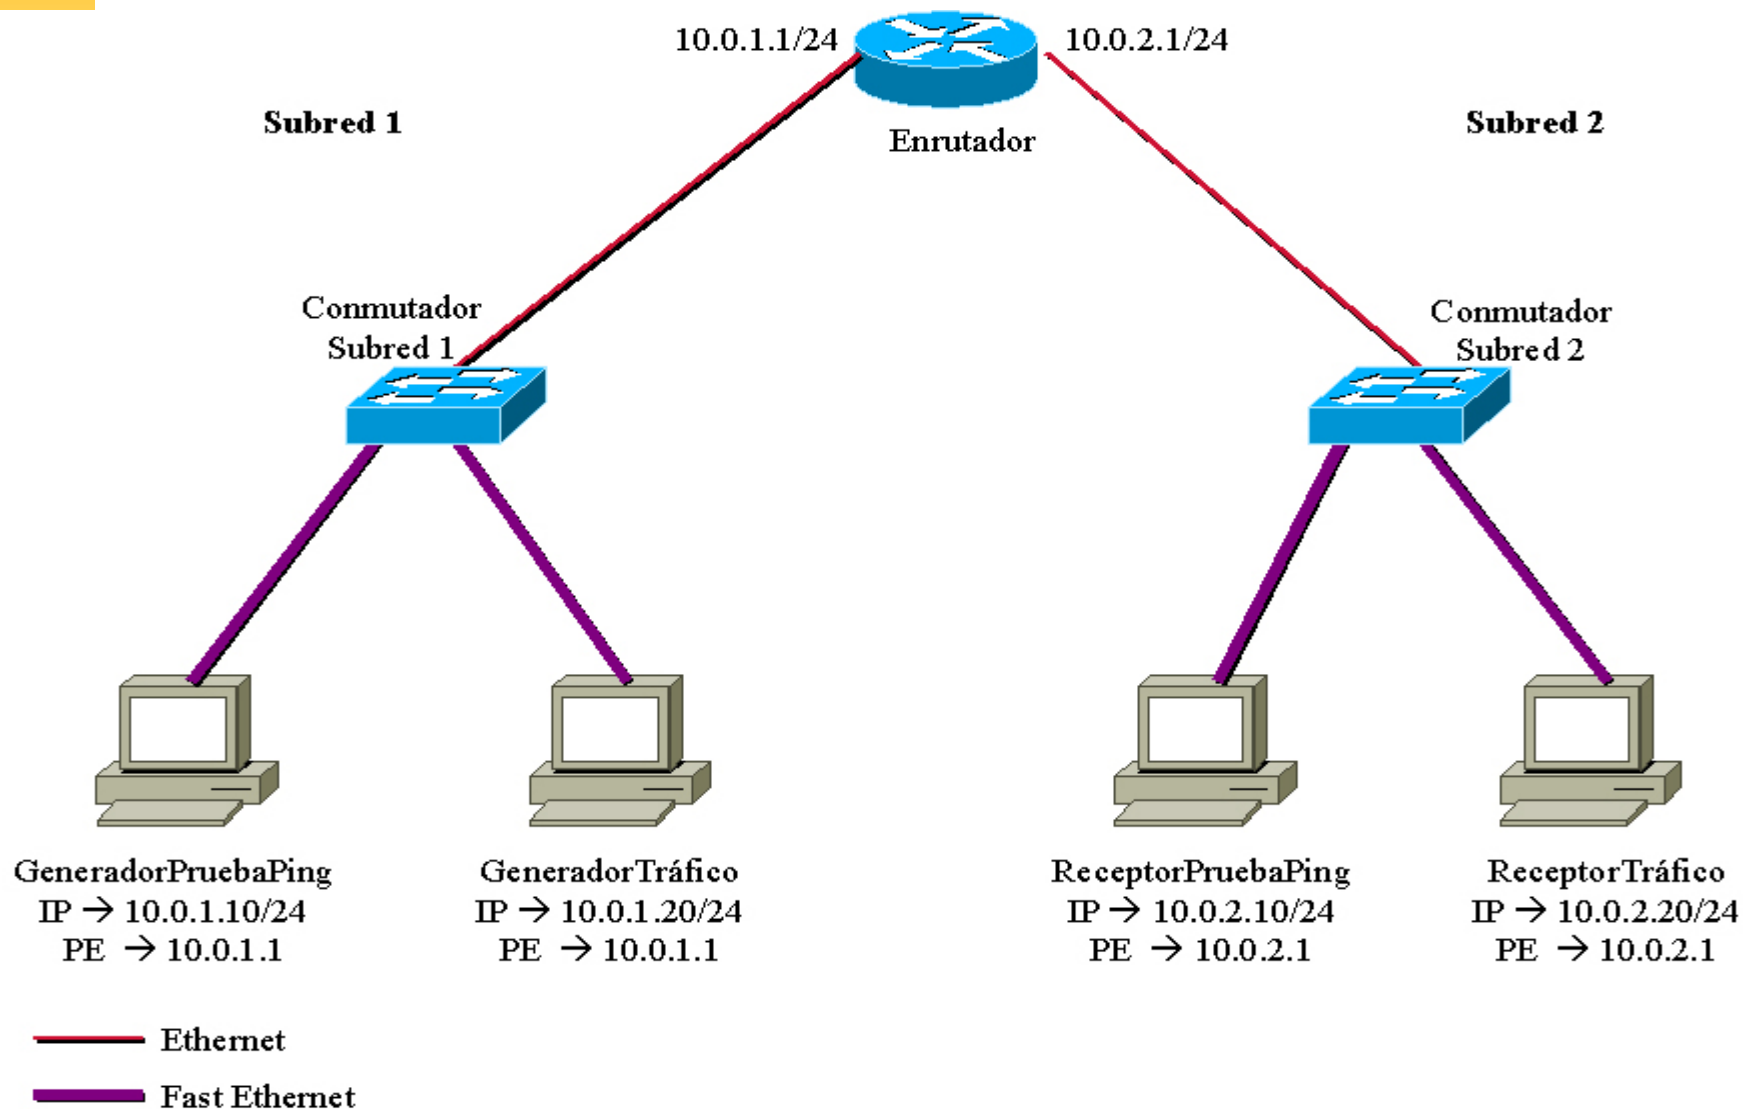 10.0.1.1/24
10.0.2.1/24
Subred 1
Enrutador
Subred 2
Conmutador
Subred 1
Conmutador
Subred 2
GeneradorPruebaPing
IP → 10.0.1.10/24
PE → 10.0.1.1
GeneradorTráfico
IP → 10.0.1.20/24
PE → 10.0.1.1
ReceptorPruebaPing
IP → 10.0.2.10/24
PE → 10.0.2.1
ReceptorTráfico
IP → 10.0.2.20/24
PE → 10.0.2.1
Ethernet
Fast Ethernet